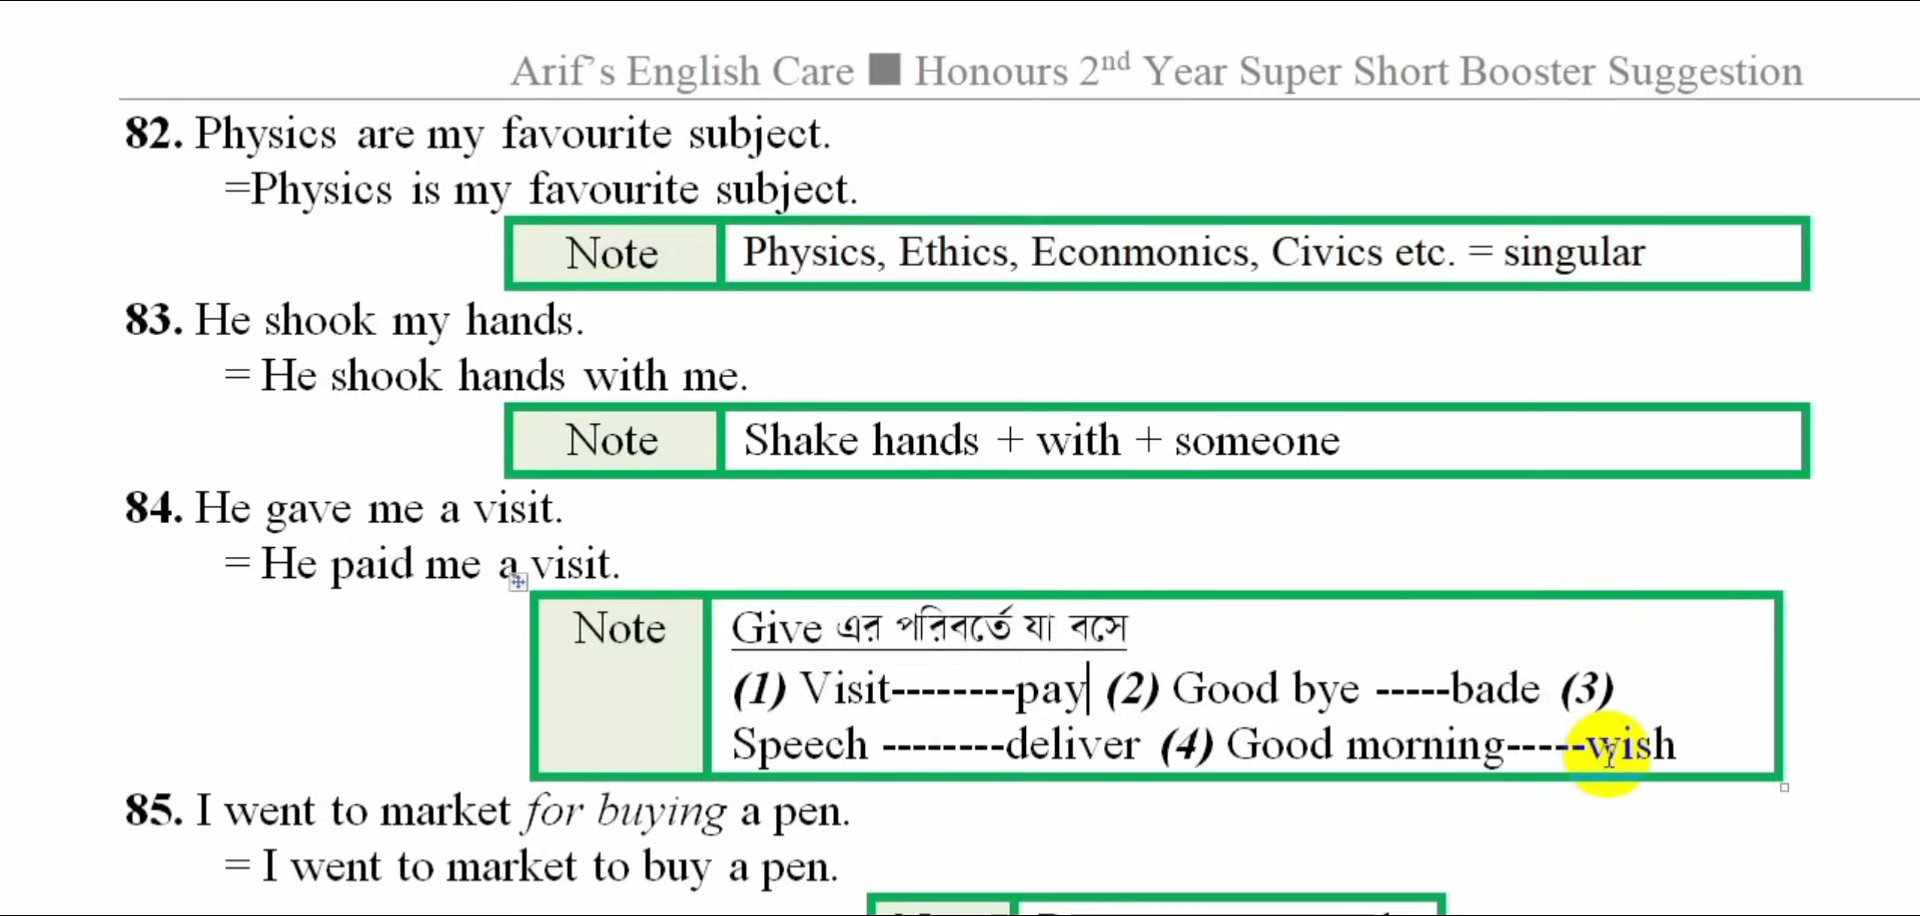 Arif's English Care ■ Honours 2nd Year Super Short Booster Suggestion
82. Physics are my favourite subject.
=Physics is my favourite subject.
Note Physics, Ethics, Econmonics, Civics etc. = singular
83. He shook my hands.
= He shook hands with me.
Note Shake hands + with + someone
84. He gave me a visit.
= He paid me a visit.
Note Give এর পরিবর্তে যা বসে
(1) Visit--------pay (2) Good bye -----bade (3)
Speech --------deliver (4) Good morning-----wish
85. I went to market for buying a pen.
= I went to market to buy a pen.